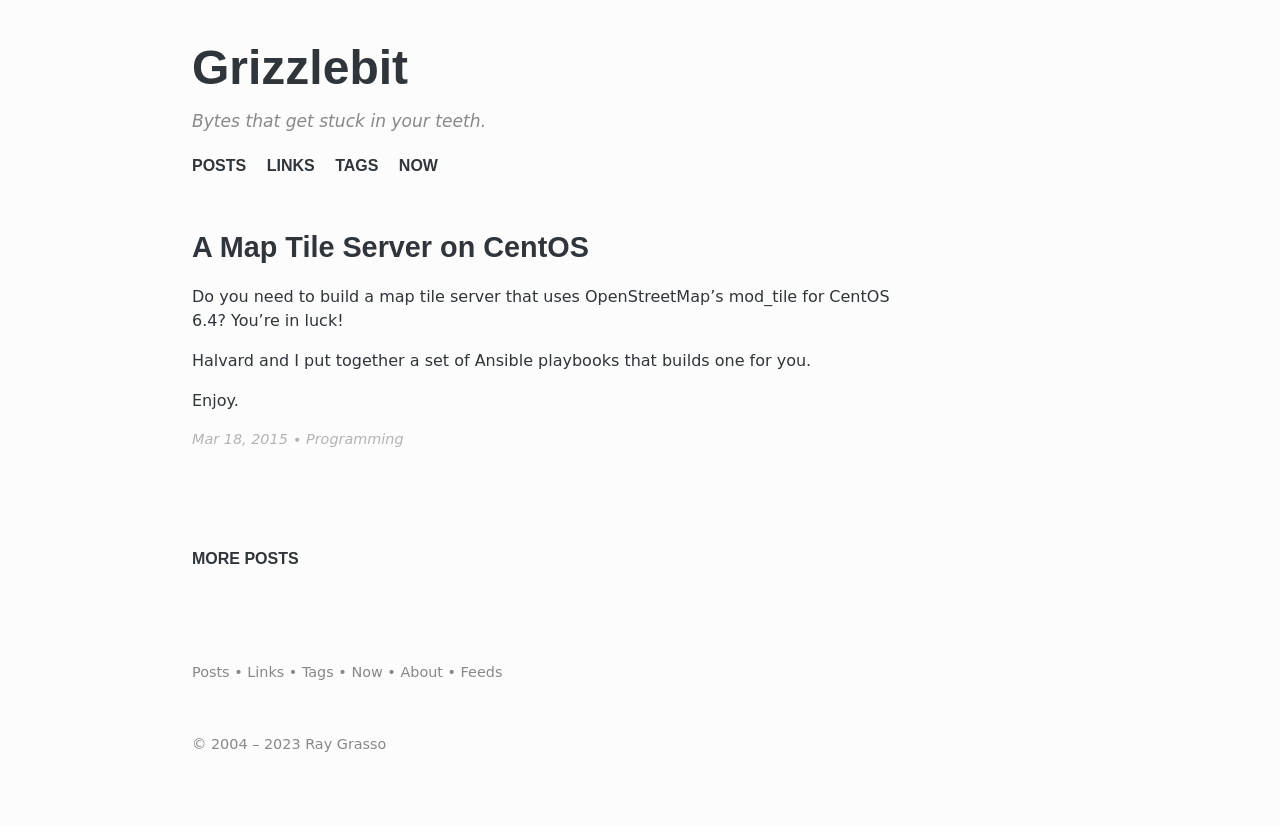 Grizzlebit
Bytes that get stuck in your teeth.
POSTS LINKS TAGS NOW
A Map Tile Server on CentOS
Do you need to build a map tile server that uses OpenStreetMap’s mod_tile for CentOS
6.4? You’re in luck!
Halvard and I put together a set of Ansible playbooks that builds one for you.
Enjoy.
Mar 18, 2015 • Programming
MORE POSTS
Posts • Links • Tags • Now • About • Feeds
© 2004 – 2023 Ray Grasso